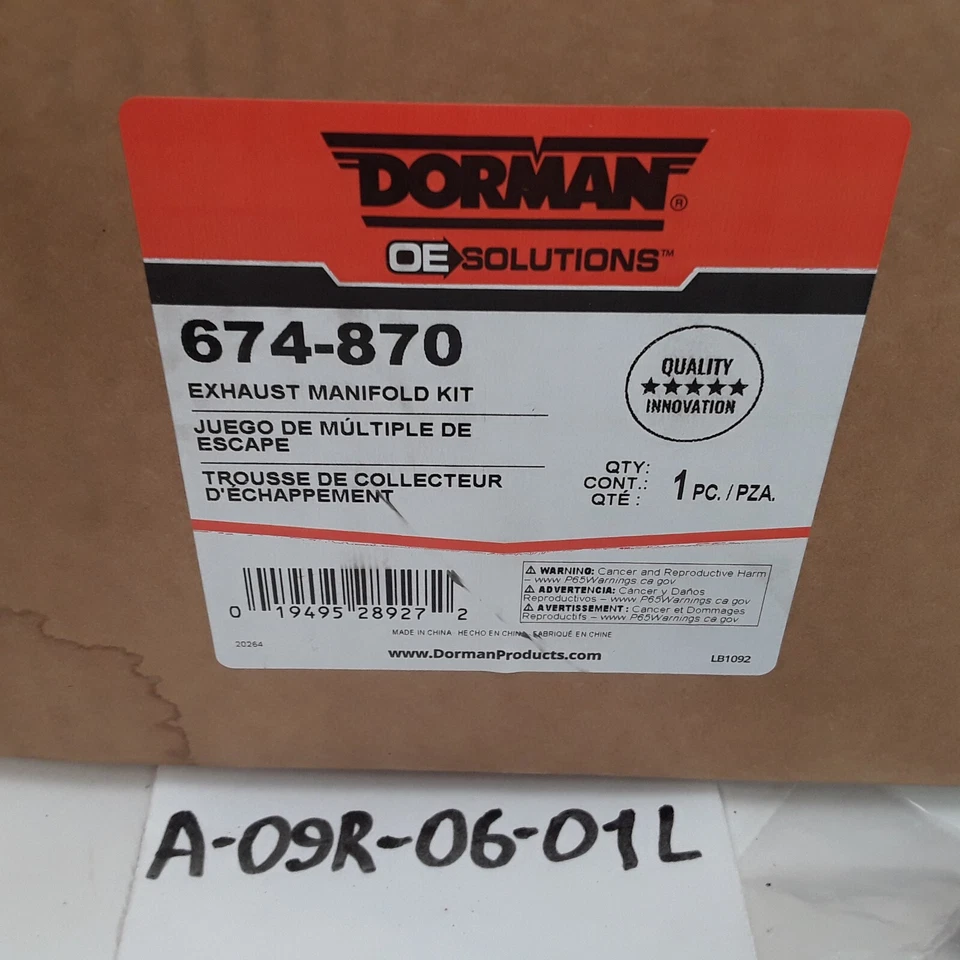 DORMAN®
OE SOLUTIONS™
674-870
EXHAUST MANIFOLD KIT
JUEGO DE MÚLTIPLE DE
ESCAPE
TROUSSE DE COLLECTEUR
D'ÉCHAPPEMENT
QUALITY
★★★★★
INNOVATION
QTY:
CONT.:
QTÉ :
1 PC. / PZA.
0 19495 28927 2
⚠ WARNING: Cancer and Reproductive Harm
– www.P65Warnings.ca.gov
⚠ ADVERTENCIA: Cancer y Daños
Reproductivos – www.P65Warnings.ca.gov
⚠ AVERTISSEMENT : Cancer et Dommages
Reproductifs – www.P65Warnings.ca.gov
MADE IN CHINA HECHO EN CHINA FABRIQUÉ EN CHINE
20264
www.DormanProducts.com
LB1092
A-09R-06-01L